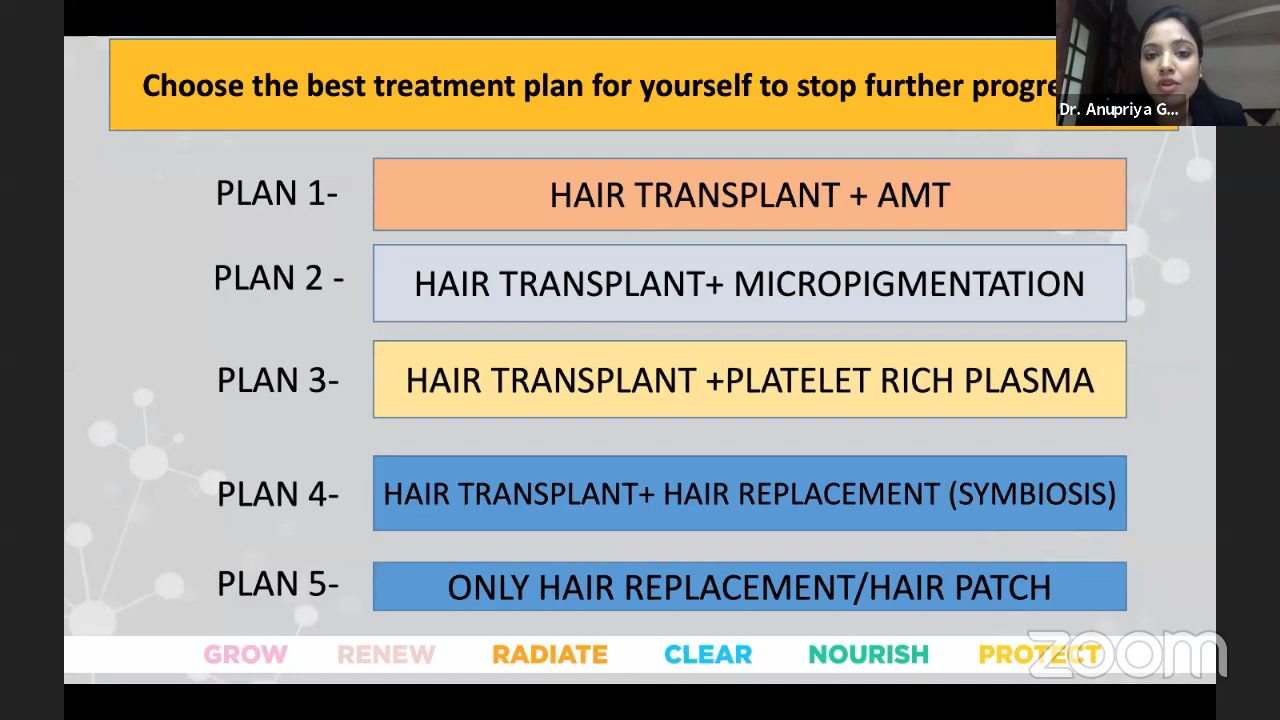 Choose the best treatment plan for yourself to stop further progre
Dr. Anupriya G...
PLAN 1- HAIR TRANSPLANT + AMT
PLAN 2 - HAIR TRANSPLANT+ MICROPIGMENTATION
PLAN 3- HAIR TRANSPLANT +PLATELET RICH PLASMA
PLAN 4- HAIR TRANSPLANT+ HAIR REPLACEMENT (SYMBIOSIS)
PLAN 5- ONLY HAIR REPLACEMENT/HAIR PATCH
GROW RENEW RADIATE CLEAR NOURISH PROTECT
zoom